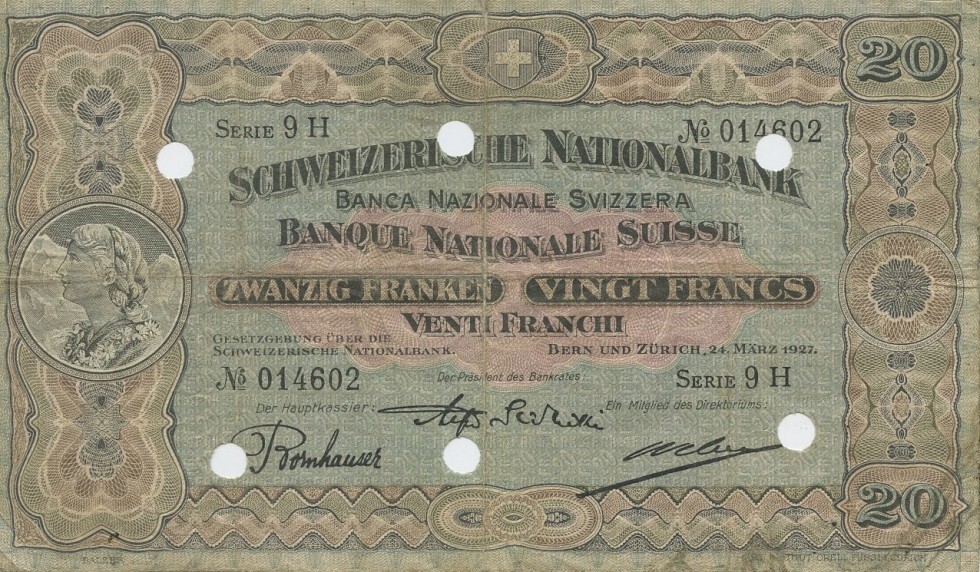 20
SERIE 9 H
№ 014602
SCHWEIZERISCHE NATIONALBANK
BANCA NAZIONALE SVIZZERA
BANQUE NATIONALE SUISSE
ZWANZIG FRANKEN VINGT FRANCS
VENTI FRANCHI
GESETZGEBUNG ÜBER DIE
SCHWEIZERISCHE NATIONALBANK.
BERN UND ZÜRICH, 24. MÄRZ 1927.
№ 014602
Der Präsident des Bankrates:
SERIE 9 H
Der Hauptkassier:
Ein Mitglied des Direktoriums:
Bornhauser
20
BALZER